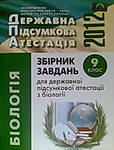 ДЕРЖАВНА
ПІДСУМКОВА
АТЕСТАЦІЯ
2012
БІОЛОГІЯ
ЗБІРНИК
ЗАВДАНЬ
9 КЛАС
для державної
підсумкової атестації
з біології